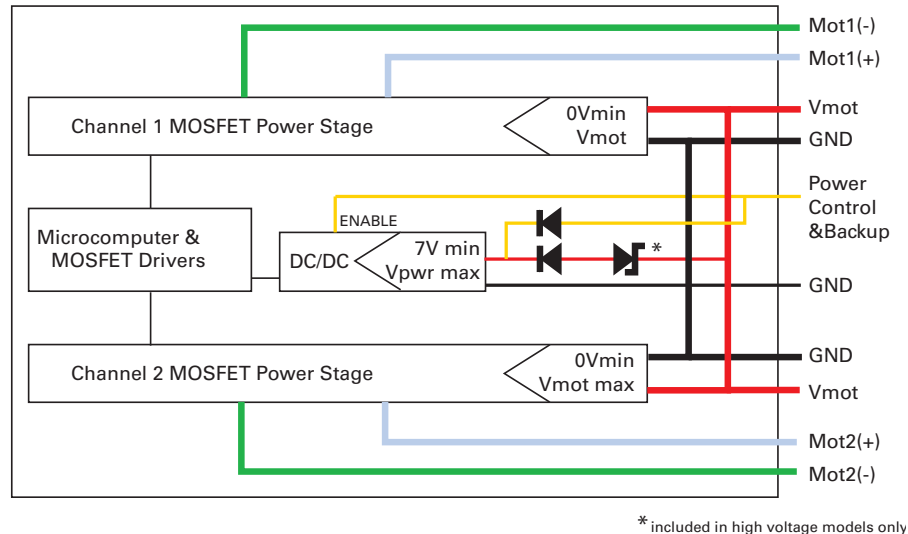 Mot1(-)
Mot1(+)
Channel 1 MOSFET Power Stage
0Vmin
Vmot
Vmot
GND
Power
Control
&Backup
ENABLE
Microcomputer &
MOSFET Drivers
DC/DC
7V min
Vpwr max
*
GND
Channel 2 MOSFET Power Stage
0Vmin
Vmot max
GND
Vmot
Mot2(+)
Mot2(-)
* included in high voltage models only